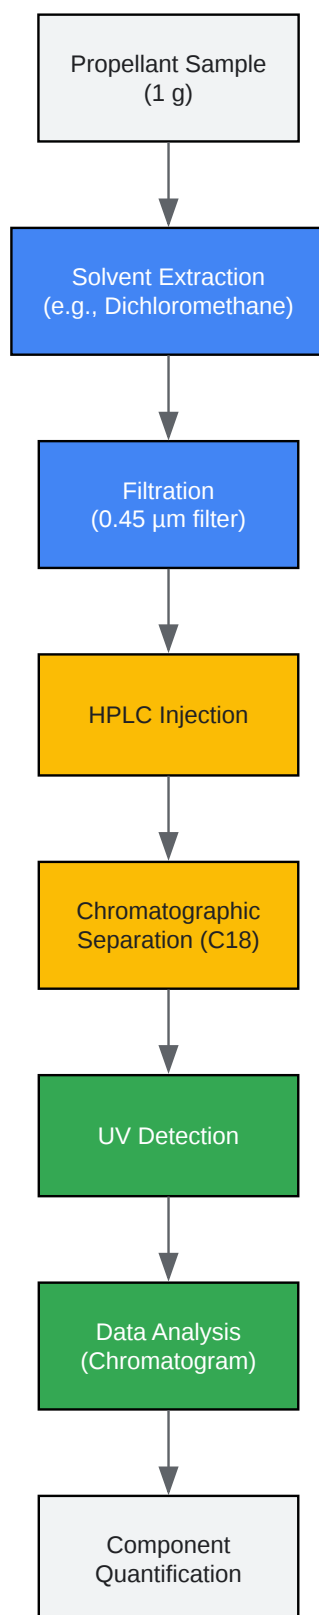 Propellant Sample
(1 g)
Solvent Extraction
(e.g., Dichloromethane)
Filtration
(0.45 µm filter)
HPLC Injection
Chromatographic
Separation (C18)
UV Detection
Data Analysis
(Chromatogram)
Component
Quantification